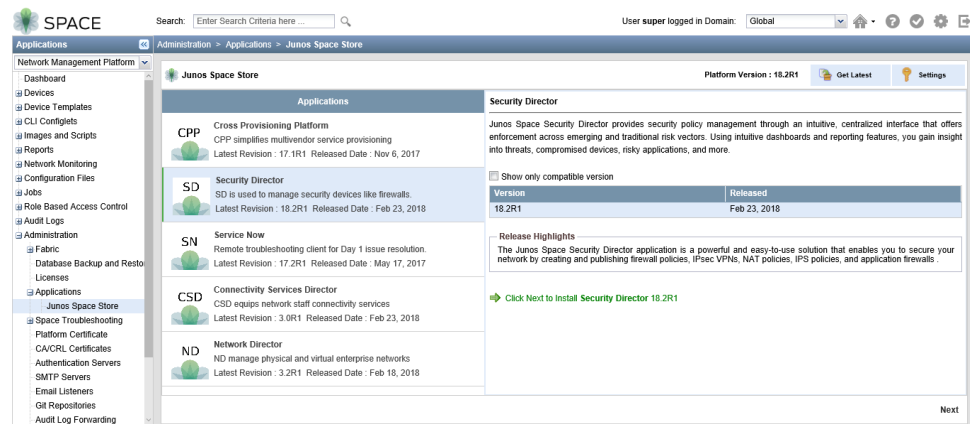 SPACE
Search: Enter Search Criteria here ...
User super logged in Domain: Global
Applications
Administration > Applications > Junos Space Store
Network Management Platform
Dashboard
Devices
Device Templates
CLI Configlets
Images and Scripts
Reports
Network Monitoring
Configuration Files
Jobs
Role Based Access Control
Audit Logs
Administration
Fabric
Database Backup and Resto
Licenses
Applications
Junos Space Store
Space Troubleshooting
Platform Certificate
CA/CRL Certificates
Authentication Servers
SMTP Servers
Email Listeners
Git Repositories
Audit Log Forwarding
Junos Space Store
Platform Version : 18.2R1
Get Latest
Settings
Applications
CPP
Cross Provisioning Platform
CPP simplifies multivendor service provisioning
Latest Revision : 17.1R1 Released Date : Nov 6, 2017
SD
Security Director
SD is used to manage security devices like firewalls.
Latest Revision : 18.2R1 Released Date : Feb 23, 2018
SN
Service Now
Remote troubleshooting client for Day 1 issue resolution.
Latest Revision : 17.2R1 Released Date : May 17, 2017
CSD
Connectivity Services Director
CSD equips network staff connectivity services
Latest Revision : 3.0R1 Released Date : Feb 23, 2018
ND
Network Director
ND manage physical and virtual enterprise networks
Latest Revision : 3.2R1 Released Date : Feb 18, 2018
Security Director
Junos Space Security Director provides security policy management through an intuitive, centralized interface that offers
enforcement across emerging and traditional risk vectors. Using intuitive dashboards and reporting features, you gain insight
into threats, compromised devices, risky applications, and more.
Show only compatible version
Version Released
18.2R1 Feb 23, 2018
Release Highlights
The Junos Space Security Director application is a powerful and easy-to-use solution that enables you to secure your
network by creating and publishing firewall policies, IPsec VPNs, NAT policies, IPS policies, and application firewalls .
Click Next to Install Security Director 18.2R1
Next